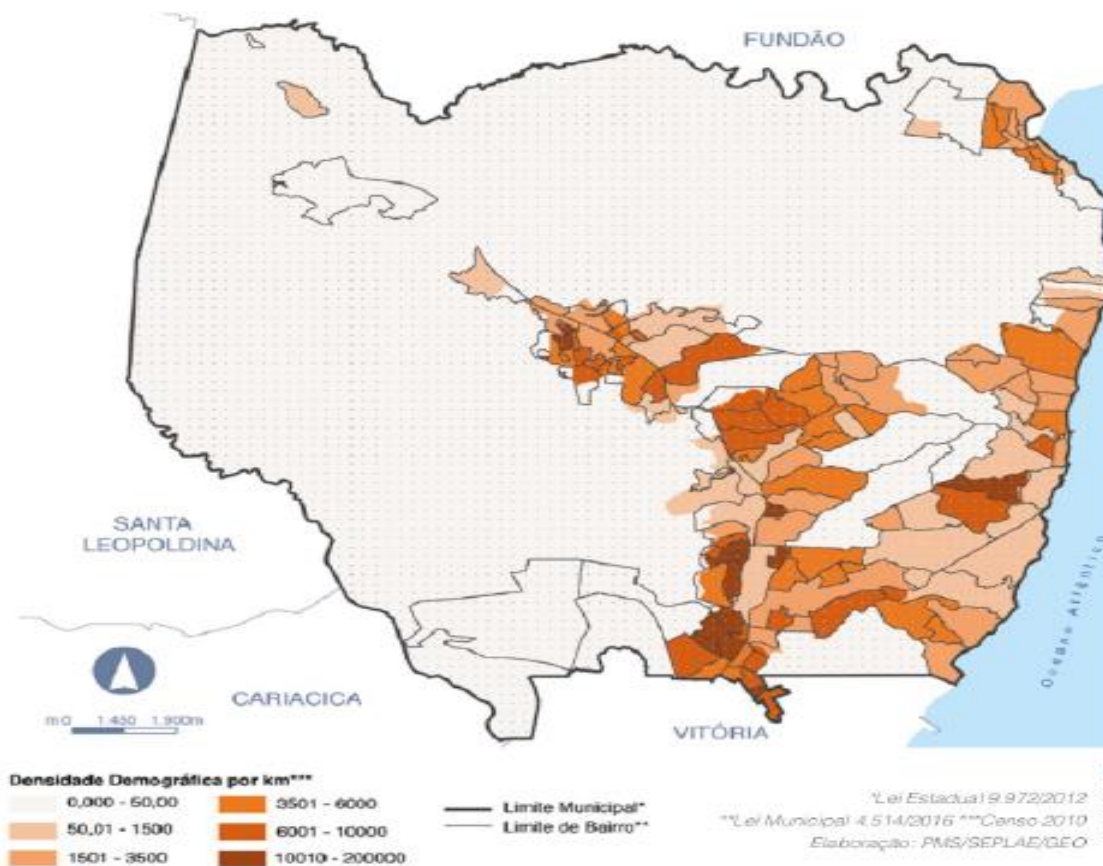 FUNDÃO
SANTA
LEOPOLDINA
Oceano Atlântico
CARIACICA
VITÓRIA
m 0 1.450 1.900m
Densidade Demográfica por km***
0,000 - 50,00
50,01 - 1500
1501 - 3500
3501 - 6000
6001 - 10000
10010 - 200000
Limite Municipal*
Limite de Bairro**
*Lei Estadual 9.972/2012
**Lei Municipal 4.514/2016 ***Censo 2010
Elaboração: PMS/SEPLAE/GEO